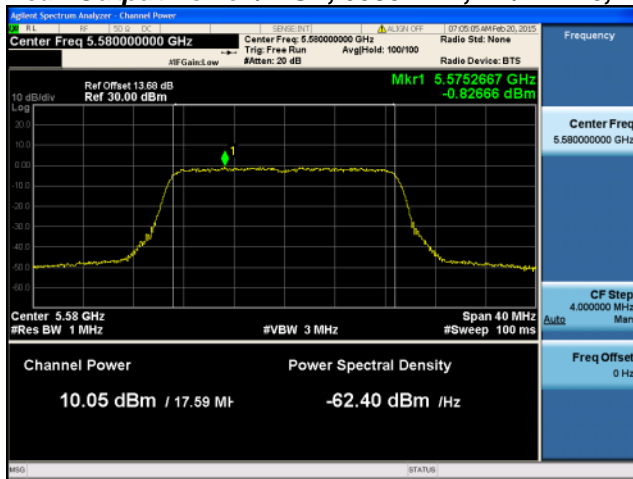 Agilent Spectrum Analyzer - Channel Power
RL RF 50 Ω DC SENSE:INT ALIGN OFF 07:05:05 AM Feb 20, 2015
Center Freq 5.580000000 GHz
Center Freq: 5.580000000 GHz
Radio Std: None
Trig: Free Run Avg|Hold: 100/100
#IFGain:Low #Atten: 20 dB Radio Device: BTS
Mkr1 5.5752667 GHz
-0.82666 dBm
Ref Offset 13.68 dB
10 dB/div Ref 30.00 dBm
Log
20.0
10.0
0.00
-10.0
-20.0
-30.0
-40.0
-50.0
-60.0
1
Center 5.58 GHz Span 40 MHz
#Res BW 1 MHz #VBW 3 MHz #Sweep 100 ms
Channel Power Power Spectral Density
10.05 dBm / 17.59 MH -62.40 dBm /Hz
MSG STATUS
Frequency
Center Freq
5.580000000 GHz
CF Step
4.000000 MHz
Auto Man
Freq Offset
0 Hz